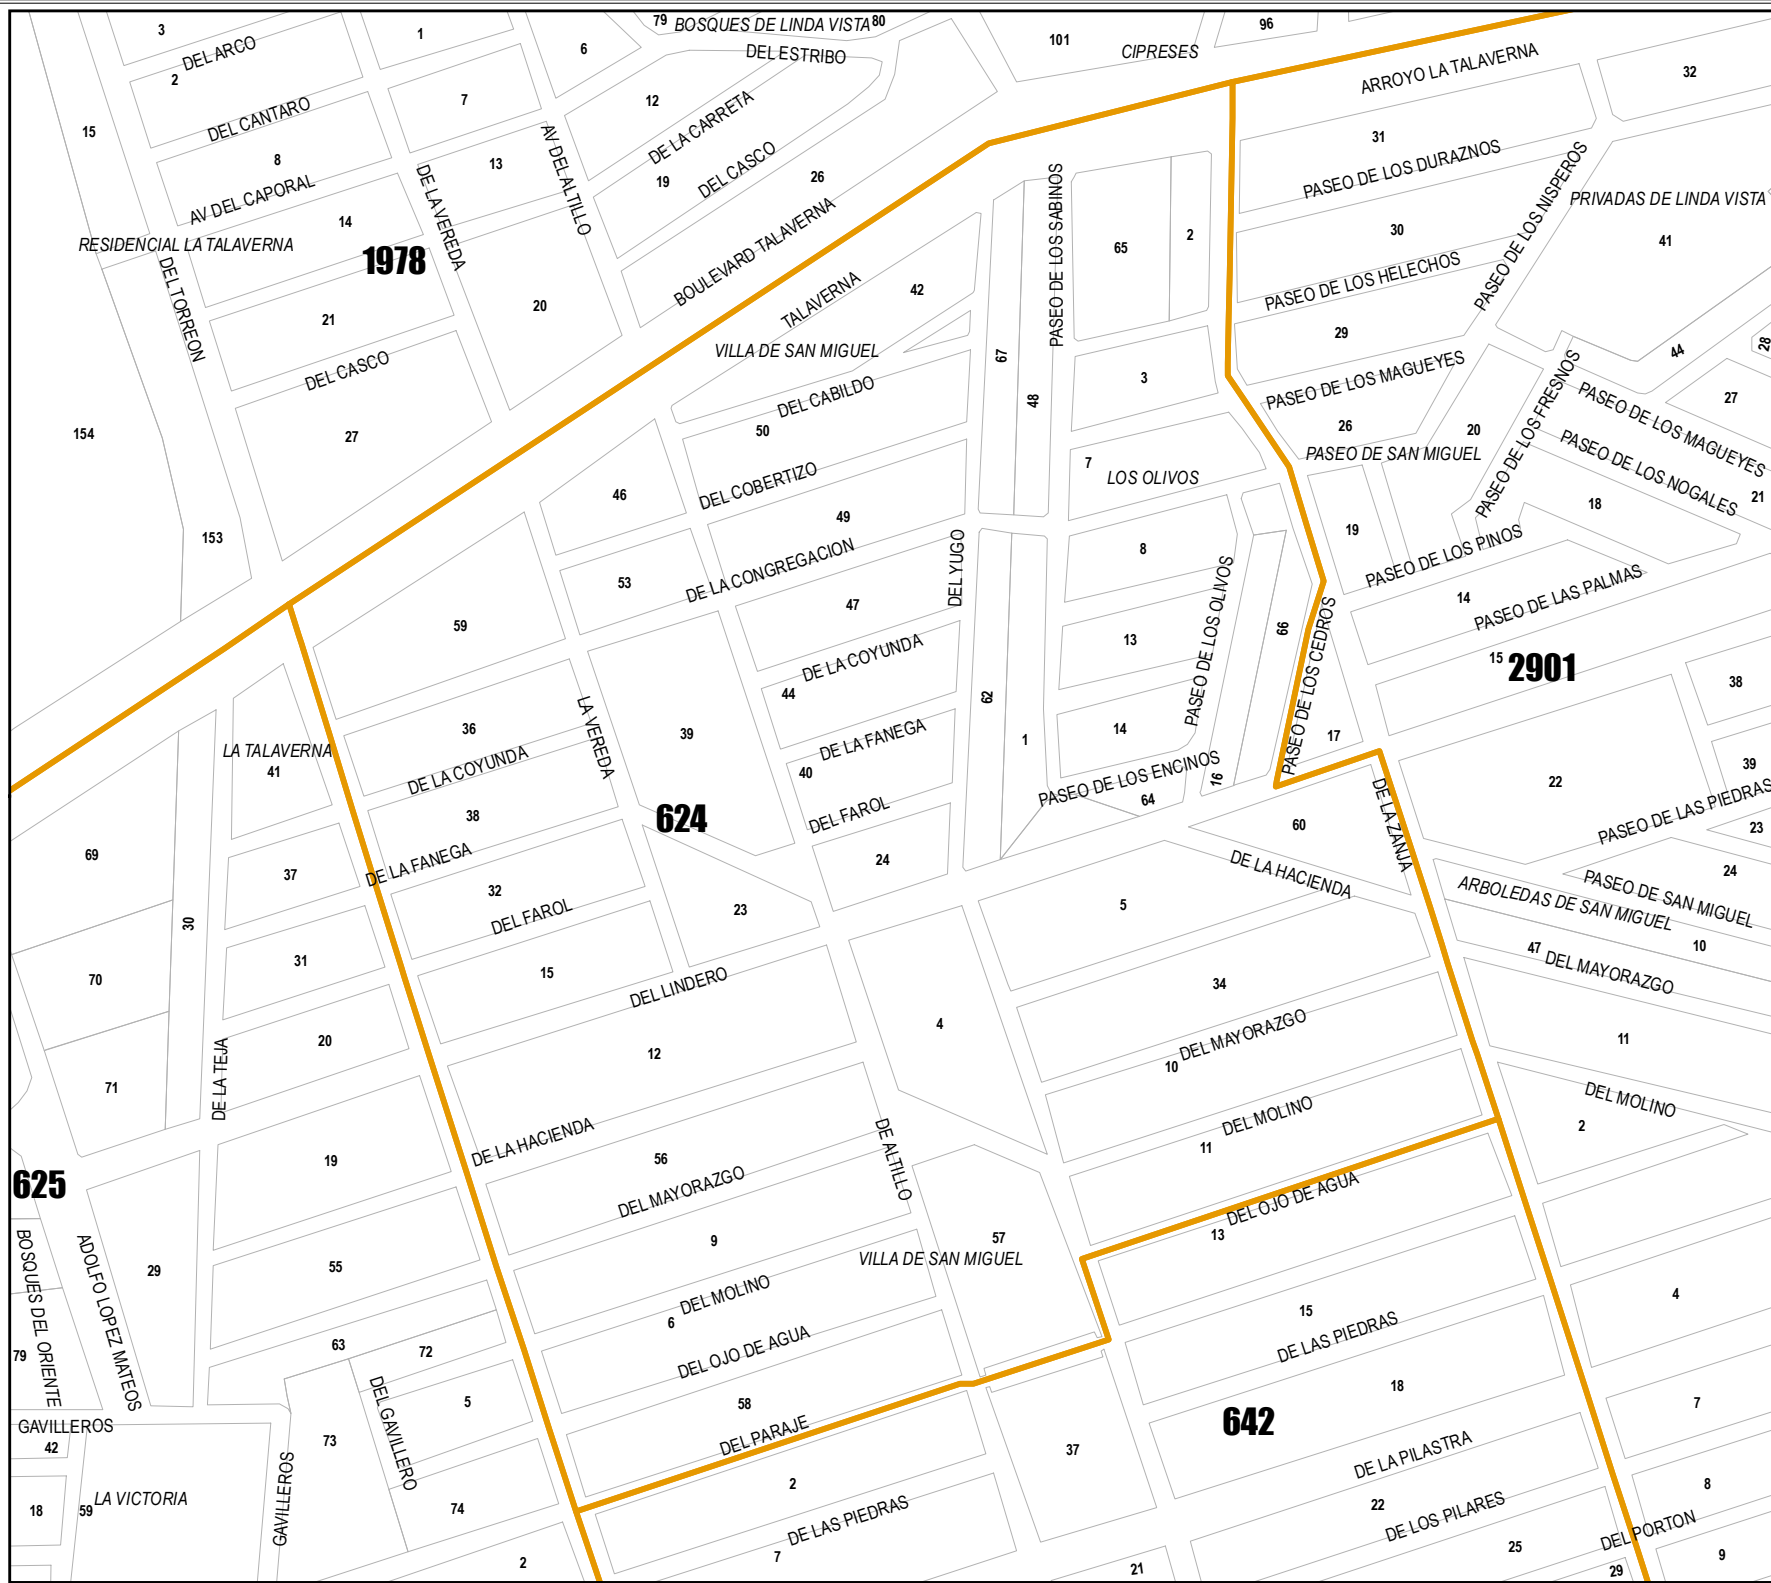 3
DEL ARCO
1
79
BOSQUES DE LINDA VISTA
80
6
DEL ESTRIBO
101
CIPRESES
96
ARROYO LA TALAVERNA
32
2
15
DEL CANTARO
7
12
DE LA CARRETA
31
8
AV DEL CAPORAL
13
AV DEL ALTILLO
19
DEL CASCO
26
PASEO DE LOS DURAZNOS
PASEO DE LOS NISPEROS
PRIVADAS DE LINDA VISTA
14
DE LA VEREDA
RESIDENCIAL LA TALAVERNA
1978
BOULEVARD TALAVERNA
PASEO DE LOS SABINOS
65
2
30
41
DEL TORREON
21
20
TALAVERNA
42
PASEO DE LOS HELECHOS
29
DEL CASCO
VILLA DE SAN MIGUEL
67
48
3
PASEO DE LOS MAGUEYES
PASEO DE LOS FRESNOS
44
28
27
PASEO DE LOS MAGUEYES
154
27
DEL CABILDO
50
26
20
PASEO DE SAN MIGUEL
PASEO DE LOS NOGALES
21
46
DEL COBERTIZO
7
LOS OLIVOS
18
153
49
19
PASEO DE LOS PINOS
53
DE LA CONGREGACION
DEL YUGO
8
47
PASEO DE LOS OLIVOS
14
PASEO DE LAS PALMAS
59
66
PASEO DE LOS CEDROS
13
DE LA COYUNDA
15
2901
44
62
38
LA VEREDA
36
39
14
17
LA TALAVERNA
41
DE LA COYUNDA
DE LA FANEGA
1
40
PASEO DE LOS ENCINOS
16
64
22
39
38
624
DEL FAROL
60
DE LA ZANJA
PASEO DE LAS PIEDRAS
23
69
37
DE LA FANEGA
24
DE LA HACIENDA
24
32
DEL FAROL
23
5
ARBOLEDAS DE SAN MIGUEL
PASEO DE SAN MIGUEL
30
31
15
DEL LINDERO
47
DEL MAYORAZGO
10
70
34
4
20
12
DEL MAYORAZGO
11
71
DE LA TEJA
10
DEL MOLINO
DEL MOLINO
2
DE LA HACIENDA
DE ALTILLO
19
56
11
625
DEL MAYORAZGO
DEL OJO DE AGUA
13
BOSQUES DEL ORIENTE
ADOLFO LOPEZ MATEOS
29
55
9
57
VILLA DE SAN MIGUEL
DEL MOLINO
6
15
4
79
63
72
DEL OJO DE AGUA
DE LAS PIEDRAS
DEL GAVILLERO
5
58
18
7
GAVILLEROS
42
73
DEL PARAJE
642
37
DE LA PILASTRA
18
59
LA VICTORIA
GAVILLEROS
74
2
DE LAS PIEDRAS
22
DE LOS PILARES
8
DEL PORTON
2
7
21
25
29
9